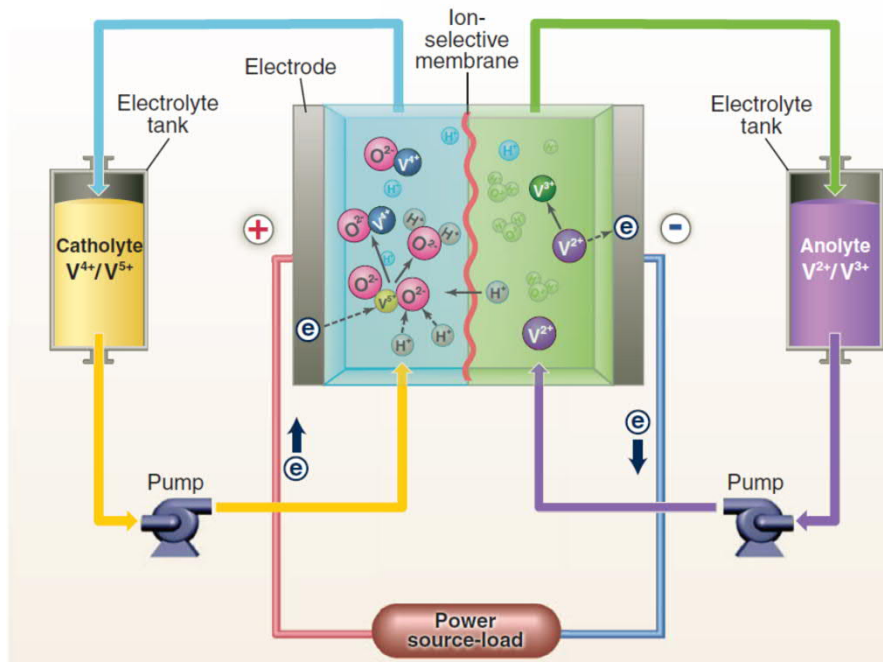 Ion-
selective
membrane
Electrode
Electrolyte
tank
Electrolyte
tank
H⁺
O²⁻
V⁴⁺
H⁺
V³⁺
O²⁻
V⁴⁺
H⁺
H⁺
O²⁻
e
+
−
V²⁺
Catholyte
V⁴⁺/V⁵⁺
Anolyte
V²⁺/V³⁺
H⁺
O²⁻
V⁵⁺
O²⁻
H⁺
e
H⁺
H⁺
V²⁺
e
e
Pump
Pump
Power
source-load